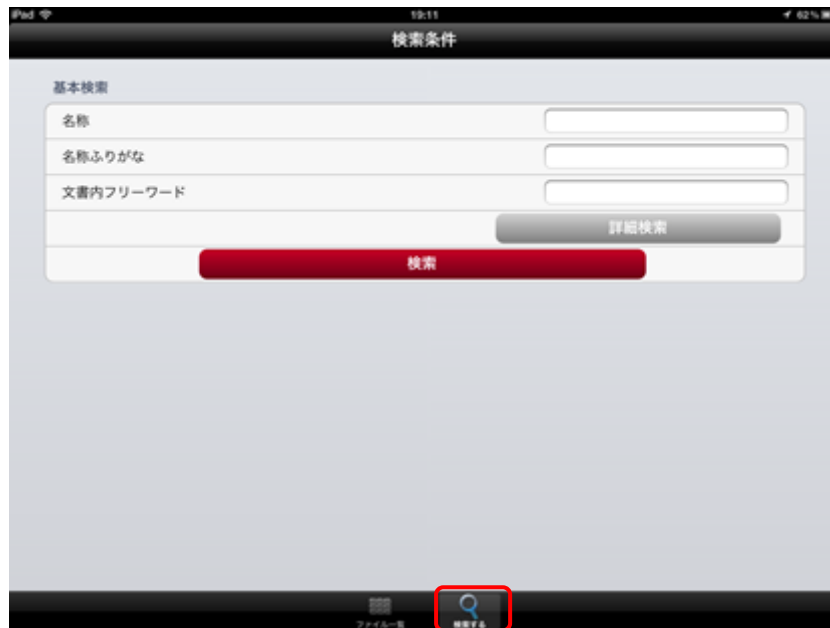 iPad 19:11 62%
検索条件
基本検索
名称
名称ふりがな
文書内フリーワード
詳細検索
検索
ファイル一覧 検索する